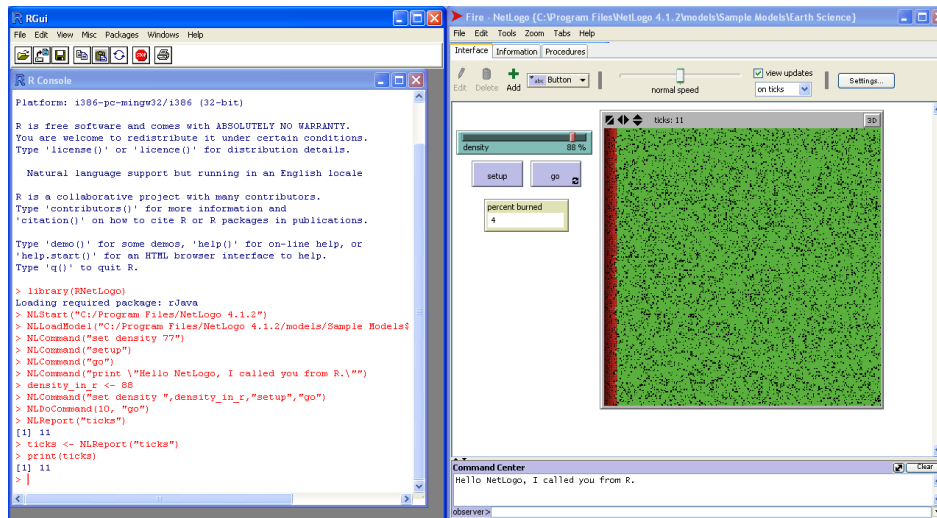 RGui
File Edit View Misc Packages Windows Help
STOP
R Console
Platform: i386-pc-mingw32/i386 (32-bit)
R is free software and comes with ABSOLUTELY NO WARRANTY.
You are welcome to redistribute it under certain conditions.
Type 'license()' or 'licence()' for distribution details.
Natural language support but running in an English locale
R is a collaborative project with many contributors.
Type 'contributors()' for more information and
'citation()' on how to cite R or R packages in publications.
Type 'demo()' for some demos, 'help()' for on-line help, or
'help.start()' for an HTML browser interface to help.
Type 'q()' to quit R.
> library(RNetLogo)
Loading required package: rJava
> NLStart("C:/Program Files/NetLogo 4.1.2")
> NLLoadModel("C:/Program Files/NetLogo 4.1.2/models/Sample Models$
> NLCommand("set density 77")
> NLCommand("setup")
> NLCommand("go")
> NLCommand("print \"Hello NetLogo, I called you from R.\"")
> density_in_r <- 88
> NLCommand("set density ",density_in_r,"setup","go")
> NLDoCommand(10, "go")
> NLReport("ticks")
[1] 11
> ticks <- NLReport("ticks")
> print(ticks)
[1] 11
>
Fire - NetLogo {C:\Program Files\NetLogo 4.1.2\models\Sample Models\Earth Science}
File Edit Tools Zoom Tabs Help
Interface Information Procedures
Edit Delete Add abc Button normal speed view updates on ticks Settings...
ticks: 11 3D
density 88 %
setup go
percent burned
4
Command Center Clear
Hello NetLogo, I called you from R.
observer>